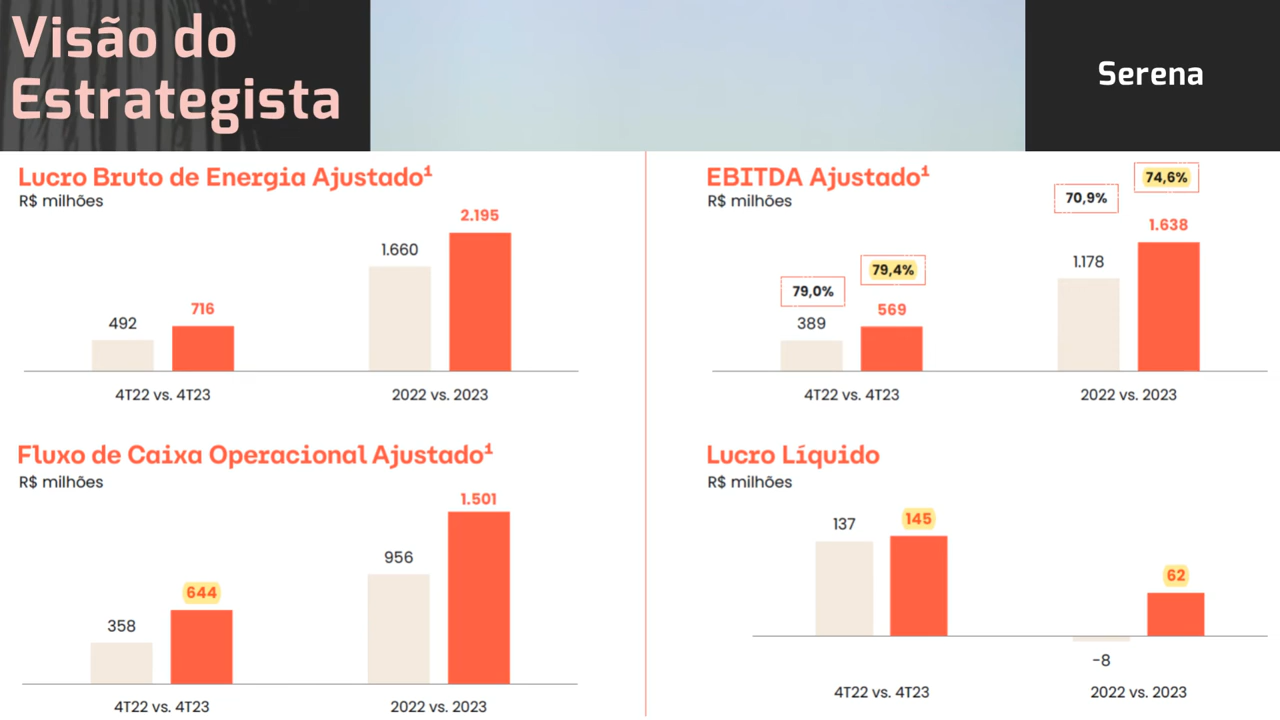 Visão do
Estrategista
Serena
Lucro Bruto de Energia Ajustado¹
R$ milhões
492
716
1.660
2.195
4T22 vs. 4T23
2022 vs. 2023
EBITDA Ajustado¹
R$ milhões
79,0%
79,4%
70,9%
74,6%
389
569
1.178
1.638
4T22 vs. 4T23
2022 vs. 2023
Fluxo de Caixa Operacional Ajustado¹
R$ milhões
358
644
956
1.501
4T22 vs. 4T23
2022 vs. 2023
Lucro Líquido
R$ milhões
137
145
-8
62
4T22 vs. 4T23
2022 vs. 2023